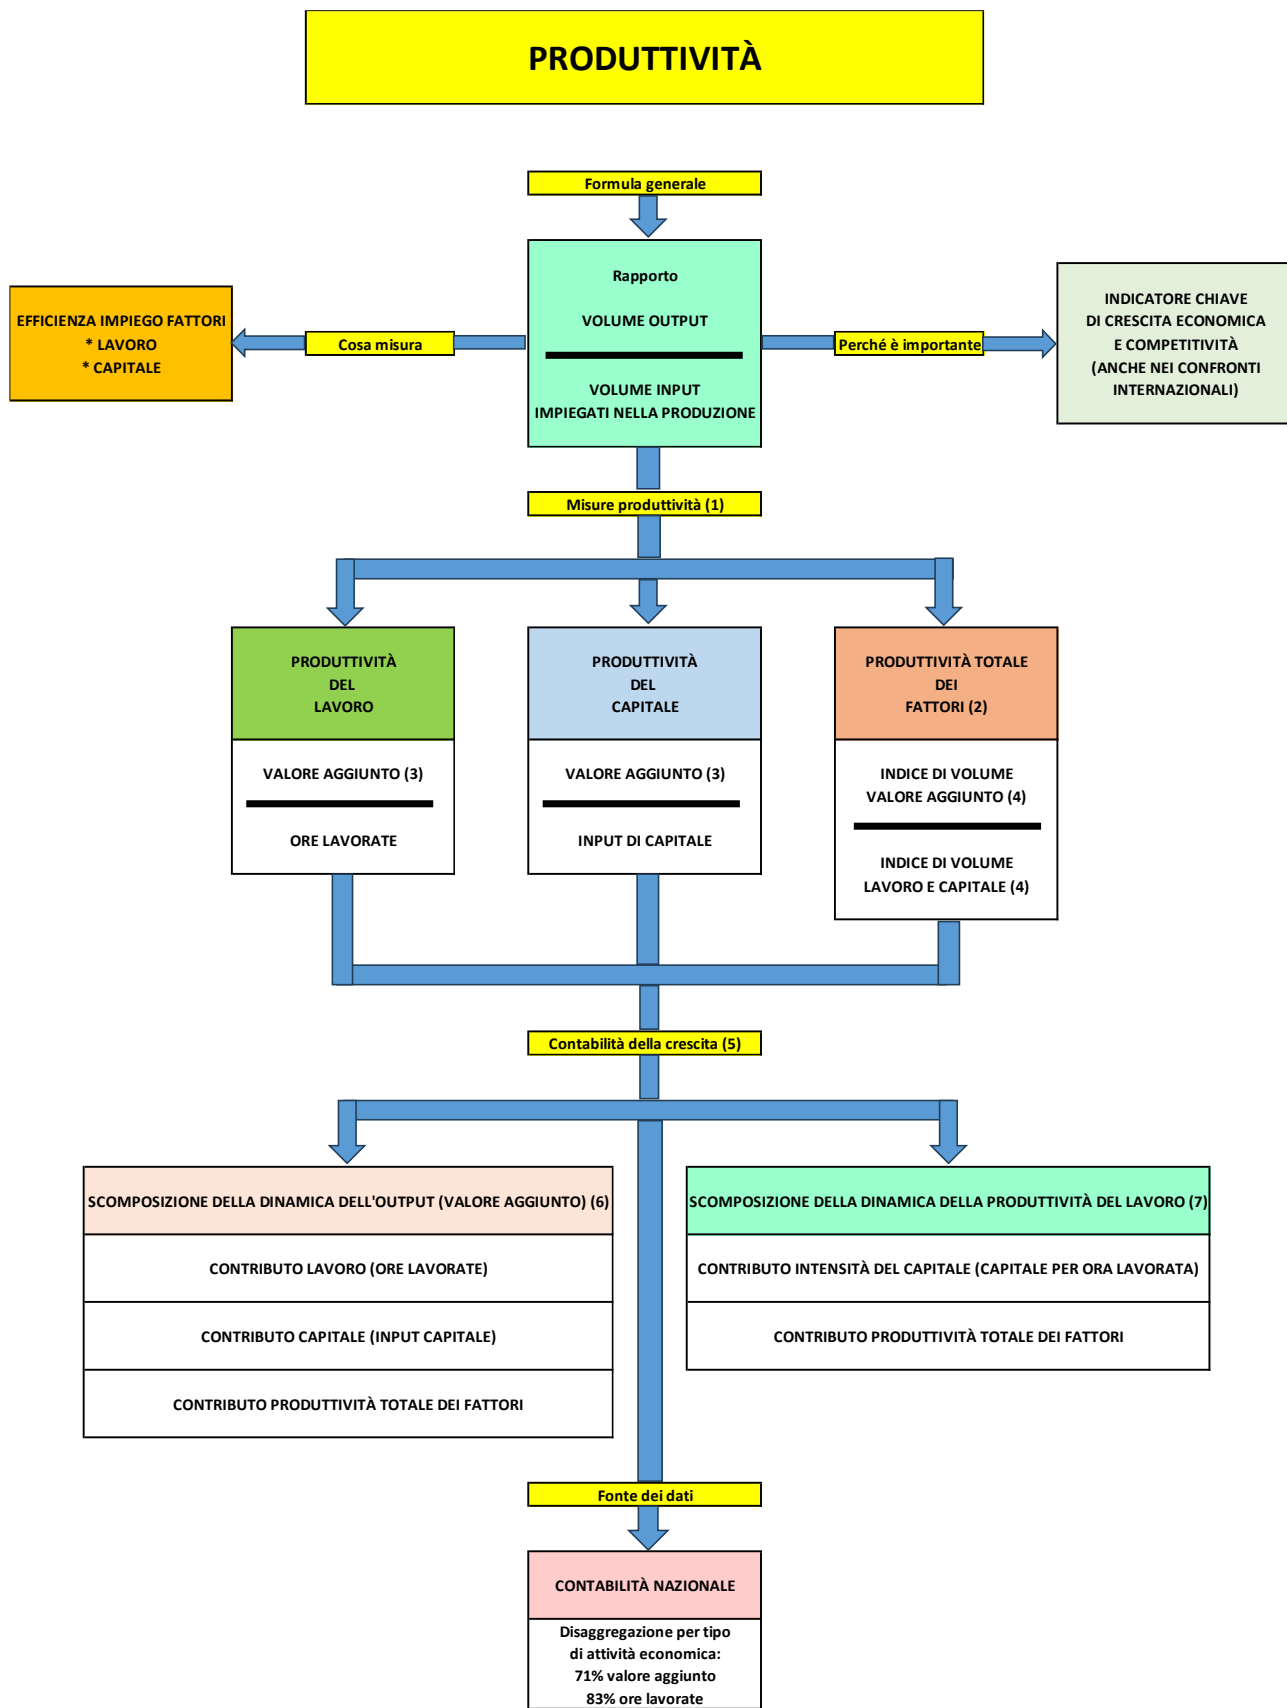 PRODUTTIVITÀ
Formula generale
Rapporto
VOLUME OUTPUT
VOLUME INPUT
IMPIEGATI NELLA PRODUZIONE
Cosa misura
EFFICIENZA IMPIEGO FATTORI
* LAVORO
* CAPITALE
Perché è importante
INDICATORE CHIAVE
DI CRESCITA ECONOMICA
E COMPETITIVITÀ
(ANCHE NEI CONFRONTI
INTERNAZIONALI)
Misure produttività (1)
PRODUTTIVITÀ
DEL
LAVORO
VALORE AGGIUNTO (3)
ORE LAVORATE
PRODUTTIVITÀ
DEL
CAPITALE
VALORE AGGIUNTO (3)
INPUT DI CAPITALE
PRODUTTIVITÀ TOTALE
DEI
FATTORI (2)
INDICE DI VOLUME
VALORE AGGIUNTO (4)
INDICE DI VOLUME
LAVORO E CAPITALE (4)
Contabilità della crescita (5)
SCOMPOSIZIONE DELLA DINAMICA DELL'OUTPUT (VALORE AGGIUNTO) (6)
CONTRIBUTO LAVORO (ORE LAVORATE)
CONTRIBUTO CAPITALE (INPUT CAPITALE)
CONTRIBUTO PRODUTTIVITÀ TOTALE DEI FATTORI
SCOMPOSIZIONE DELLA DINAMICA DELLA PRODUTTIVITÀ DEL LAVORO (7)
CONTRIBUTO INTENSITÀ DEL CAPITALE (CAPITALE PER ORA LAVORATA)
CONTRIBUTO PRODUTTIVITÀ TOTALE DEI FATTORI
Fonte dei dati
CONTABILITÀ NAZIONALE
Disaggregazione per tipo
di attività economica:
71% valore aggiunto
83% ore lavorate